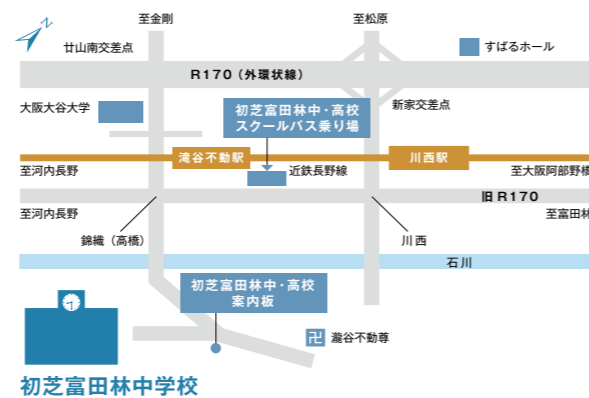 至金剛
至松原
N
廿山南交差点
すばるホール
R170（外環状線）
大阪大谷大学
初芝富田林中・高校
スクールバス乗り場
新家交差点
滝谷不動駅
川西駅
至河内長野
近鉄長野線
至大阪阿部野橋
旧R170
至河内長野
至富田林
錦織（高橋）
川西
石川
初芝富田林中・高校
案内板
卍
瀧谷不動尊
初芝富田林中学校